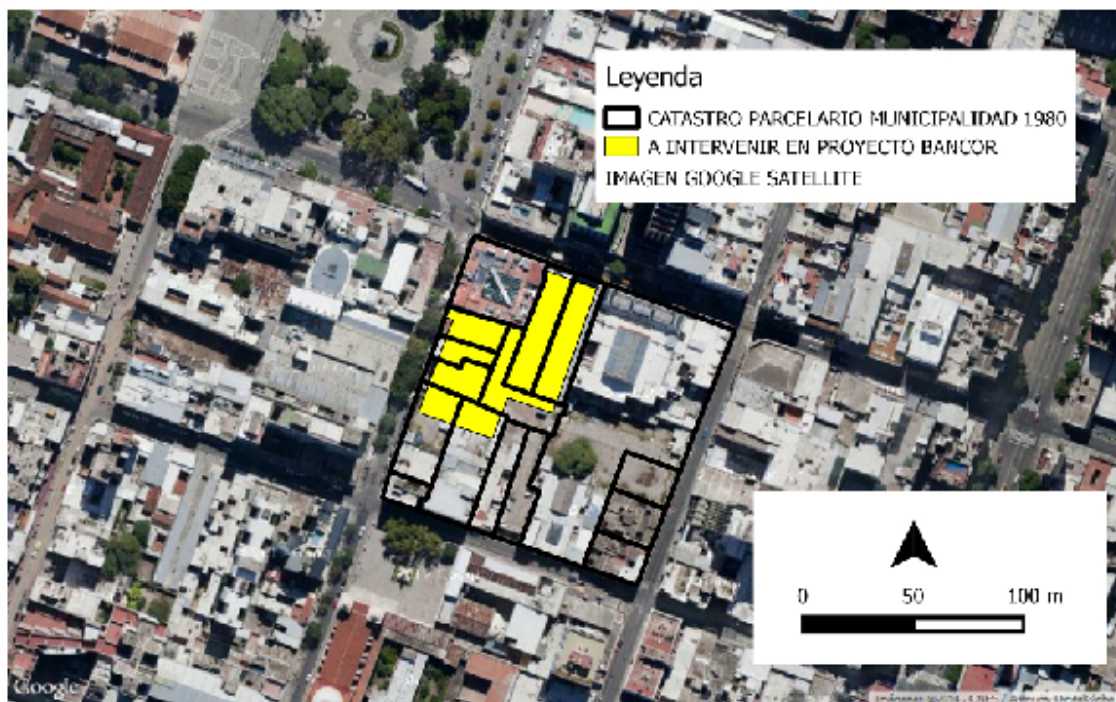 Leyenda
CATASTRO PARCELARIO MUNICIPALIDAD 1980
A INTERVENIR EN PROYECTO BANCOR
IMAGEN GOOGLE SATELLITE
0 50 100 m
Google